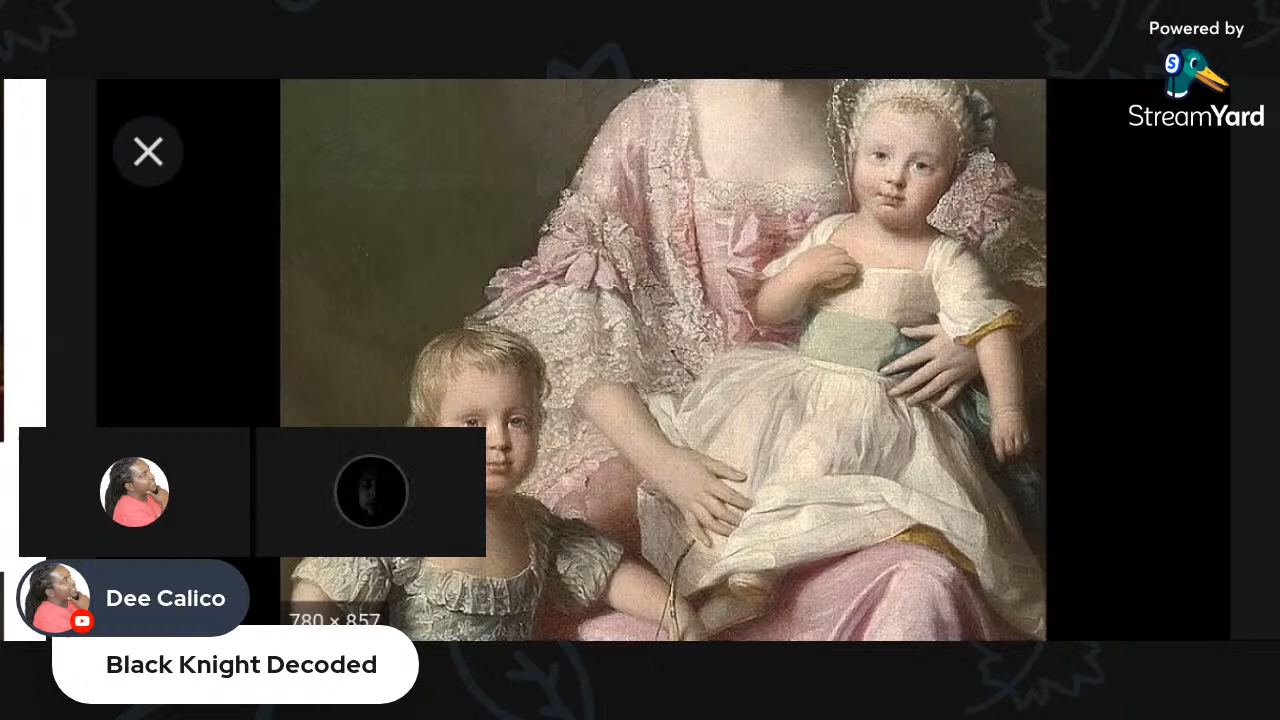 Powered by
S
StreamYard
780 × 857
Dee Calico
Black Knight Decoded